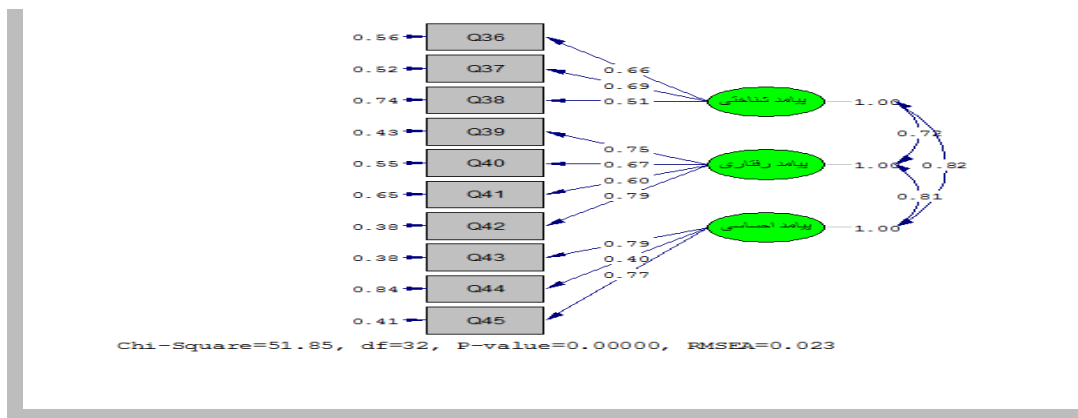 0.56 Q36
0.52 Q37
0.74 Q38
0.43 Q39
0.55 Q40
0.65 Q41
0.38 Q42
0.38 Q43
0.84 Q44
0.41 Q45
0.66
0.69
0.51
0.75
0.67
0.60
0.79
0.79
0.40
0.77
پیامد شناختی 1.00
پیامد رفتاری 1.00
پیامد احساسی 1.00
0.72
0.82
0.81
Chi-Square=51.85, df=32, P-value=0.00000, RMSEA=0.023